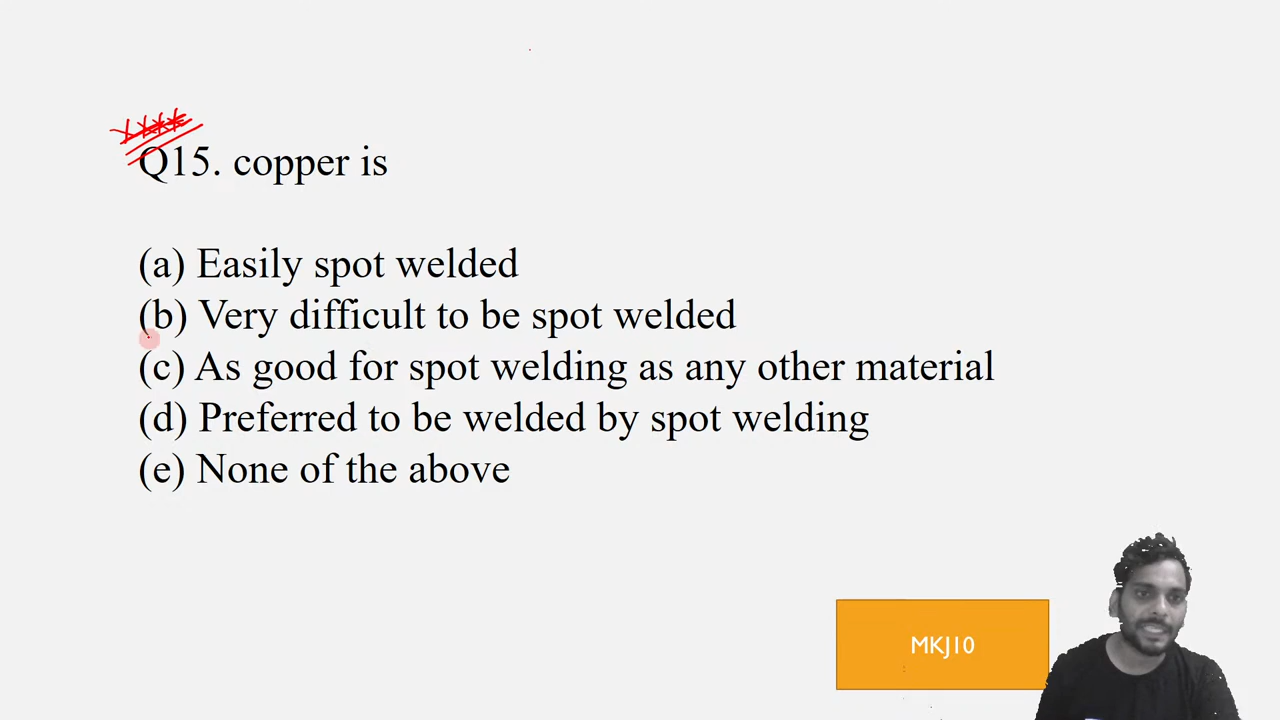 Q15. copper is
(a) Easily spot welded
(b) Very difficult to be spot welded
(c) As good for spot welding as any other material
(d) Preferred to be welded by spot welding
(e) None of the above
MKJ10